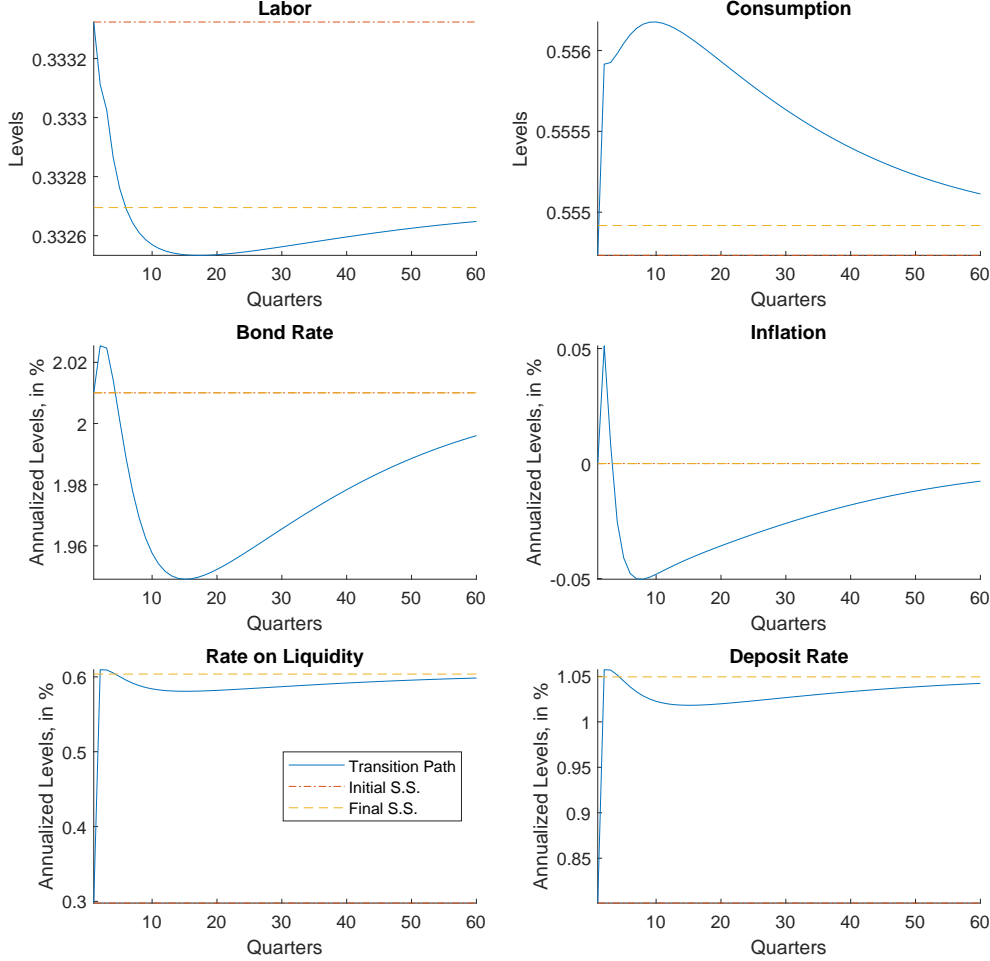 Labor
Levels
0.3332
0.333
0.3328
0.3326
10 20 30 40 50 60
Quarters
Consumption
Levels
0.556
0.5555
0.555
10 20 30 40 50 60
Quarters
Bond Rate
Annualized Levels, in %
2.02
2
1.98
1.96
10 20 30 40 50 60
Quarters
Inflation
Annualized Levels, in %
0.05
0
-0.05
10 20 30 40 50 60
Quarters
Rate on Liquidity
Annualized Levels, in %
0.6
0.5
0.4
0.3
Transition Path
Initial S.S.
Final S.S.
10 20 30 40 50 60
Quarters
Deposit Rate
Annualized Levels, in %
1.05
1
0.95
0.9
0.85
10 20 30 40 50 60
Quarters